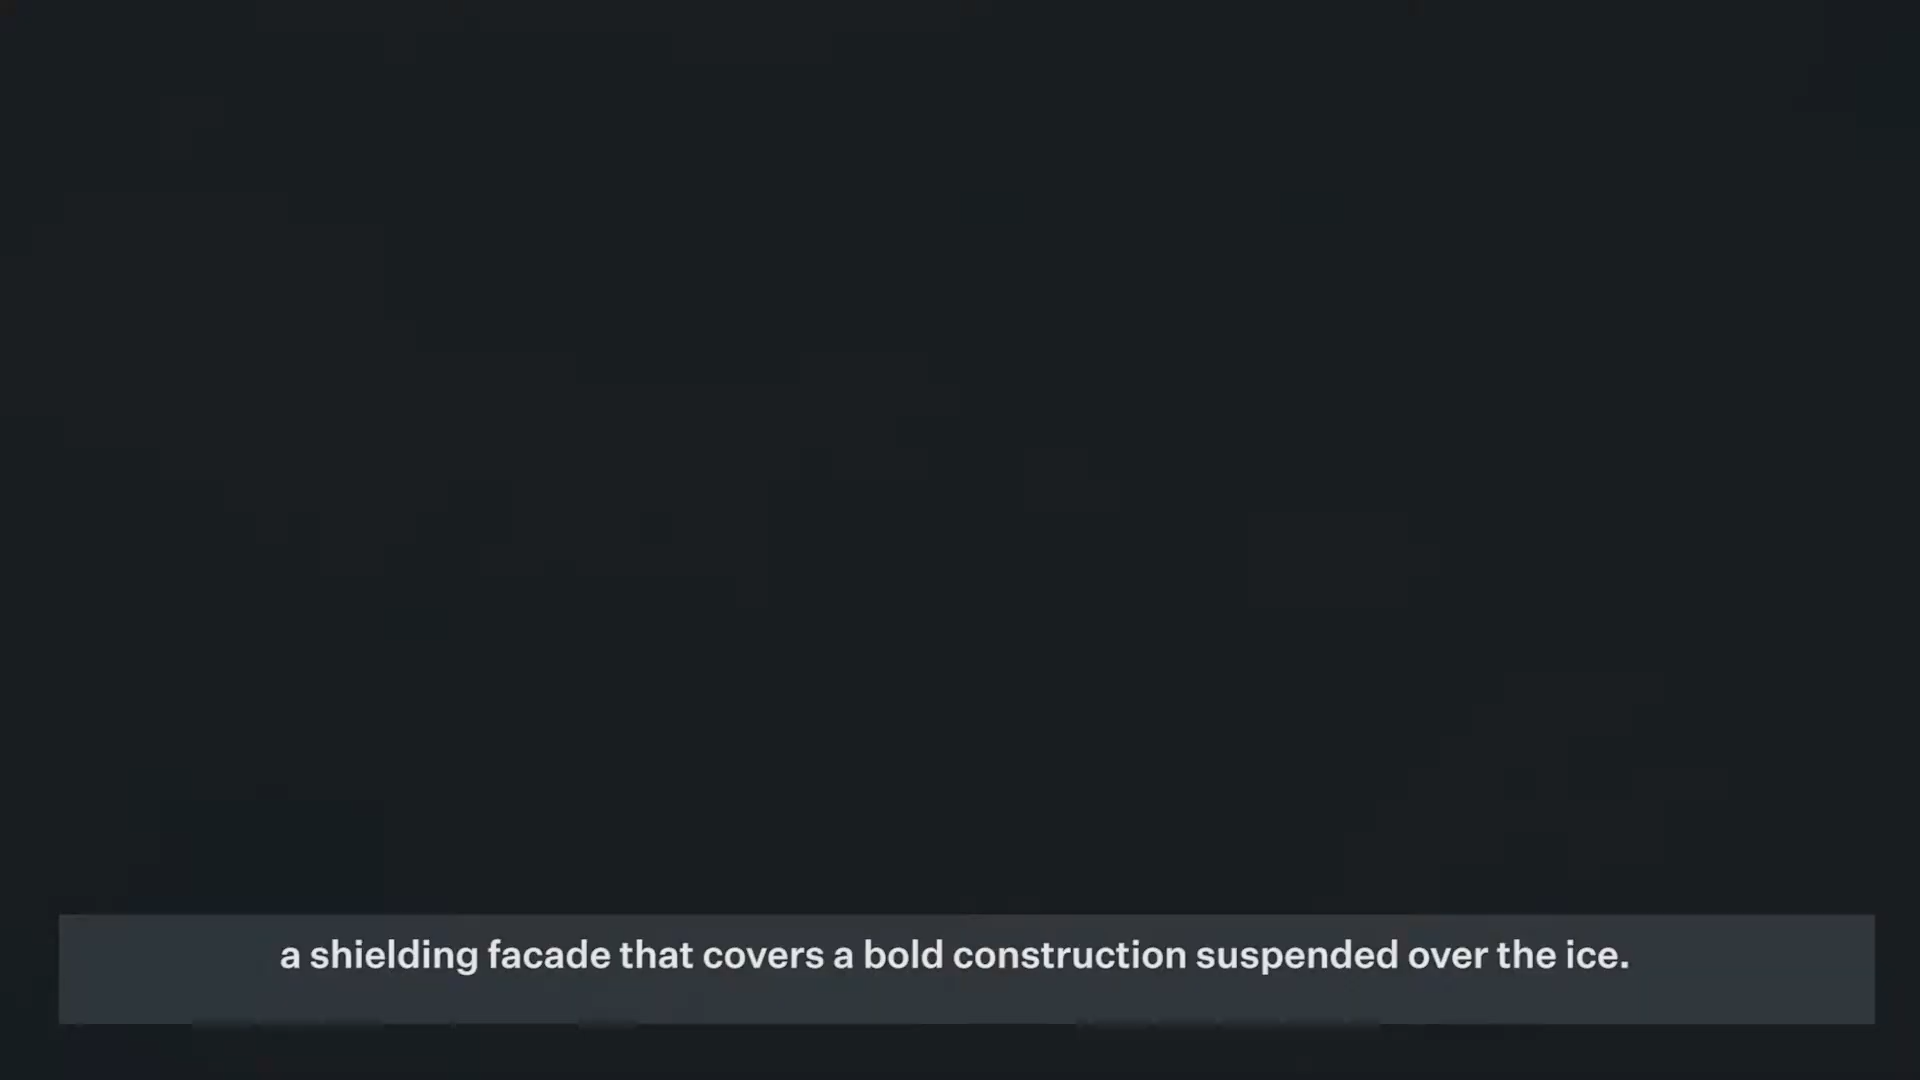 a shielding facade that covers a bold construction suspended over the ice.